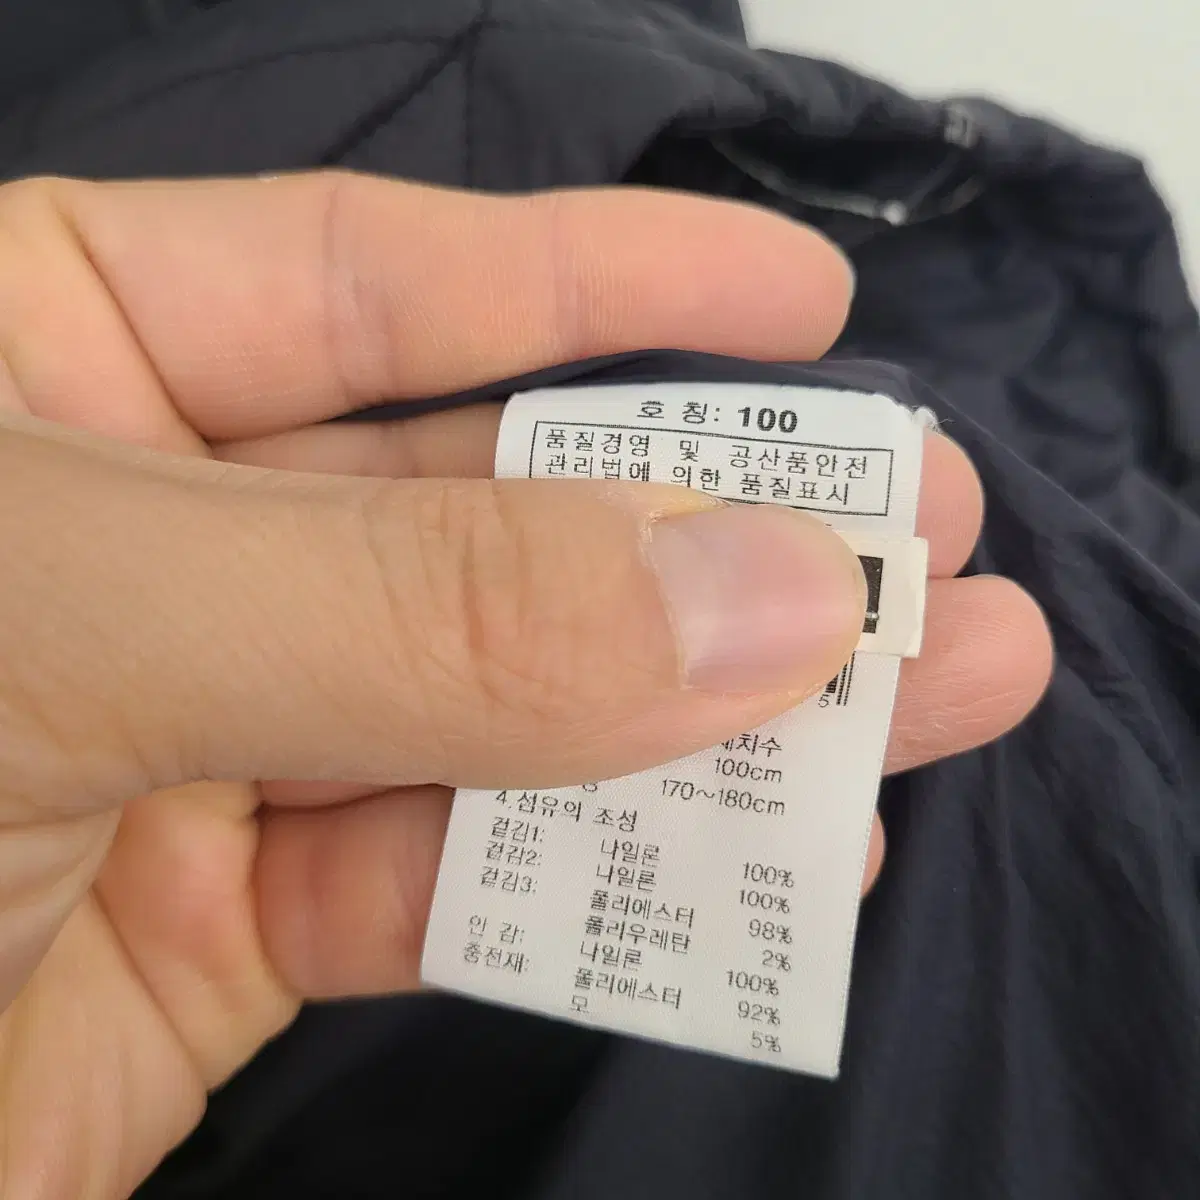 호 칭: 100
품질경영 및 공산품안전
관리법에 의한 품질표시
5
체치수
100cm
170~180cm
4.섬유의 조성
겉감1: 나일론 100%
겉감2: 나일론 100%
겉감3: 폴리에스터 98%
폴리우레탄 2%
안 감: 나일론 100%
충전재: 폴리에스터 92%
모 5%